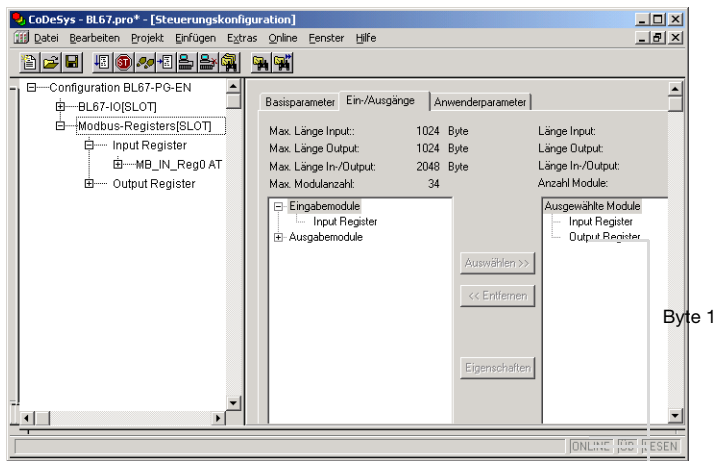 CoDeSys - BL67.pro* - [Steuerungskonfiguration]
Datei Bearbeiten Projekt Einfügen Extras Online Fenster Hilfe
Configuration BL67-PG-EN
BL67-IO[SLOT]
Modbus-Registers[SLOT]
Input Register
MB_IN_Reg0 AT
Output Register
Basisparameter Ein-/Ausgänge Anwenderparameter
Max. Länge Input:: 1024 Byte Länge Input:
Max. Länge Output: 1024 Byte Länge Output:
Max. Länge In-/Output: 2048 Byte Länge In-/Output:
Max. Modulanzahl: 34 Anzahl Module:
Eingabemodule
Input Register
Ausgabemodule
Ausgewählte Module
Input Register
Output Register
Auswählen >>
<< Entfernen
Eigenschaften
Byte 1
ONLINE ÜB LESEN